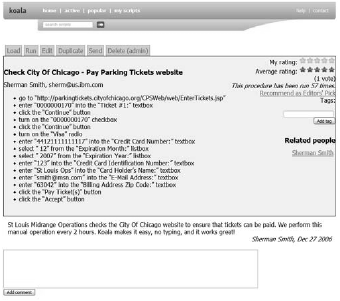 koala home | active | popular | my scripts help | contact
search scripts
Load Run Edit Duplicate Send Delete (admin)
My rating:
Check City Of Chicago - Pay Parking Tickets website
Average rating:
(1 vote)
Sherman Smith, sherm@us.ibm.com
This procedure has been run 57 times.
Recommend as Editors' Pick
Tags:
Add tag
• go to "http://parkingtickets.cityofchicago.org/CPSWeb/web/EnterTickets.jsp"
• enter "0000000170" into the "Ticket #1:" textbox
• click the "Continue" button
• turn on the "0000000170" checkbox
• click the "Continue" button
• turn on the "Visa" radio
• enter "44121111111117" into the "Credit Card Number:" textbox
• select " 12" from the "Expiration Month:" listbox
• select " 2007" from the "Expiration Year:" listbox
• enter "123" into the "Credit Card Identification Number:" textbox
• enter "St Louis Ops" into the "Card Holder's Name:" textbox
• enter "smith@msn.com" into the "E-Mail Address:" textbox
• enter "63042" into the "Billing Address Zip Code:" textbox
• click the "Pay Ticket(s)" button
• click the "Accept" button
Related people
Sherman Smith
St Louis Midrange Operations checks the City Of Chicago website to ensure that tickets can be paid. We perform this
manual operation every 2 hours. Koala makes it easy, no typing, and it works great!!
Sherman Smith, Dec 27 2006
Add comment